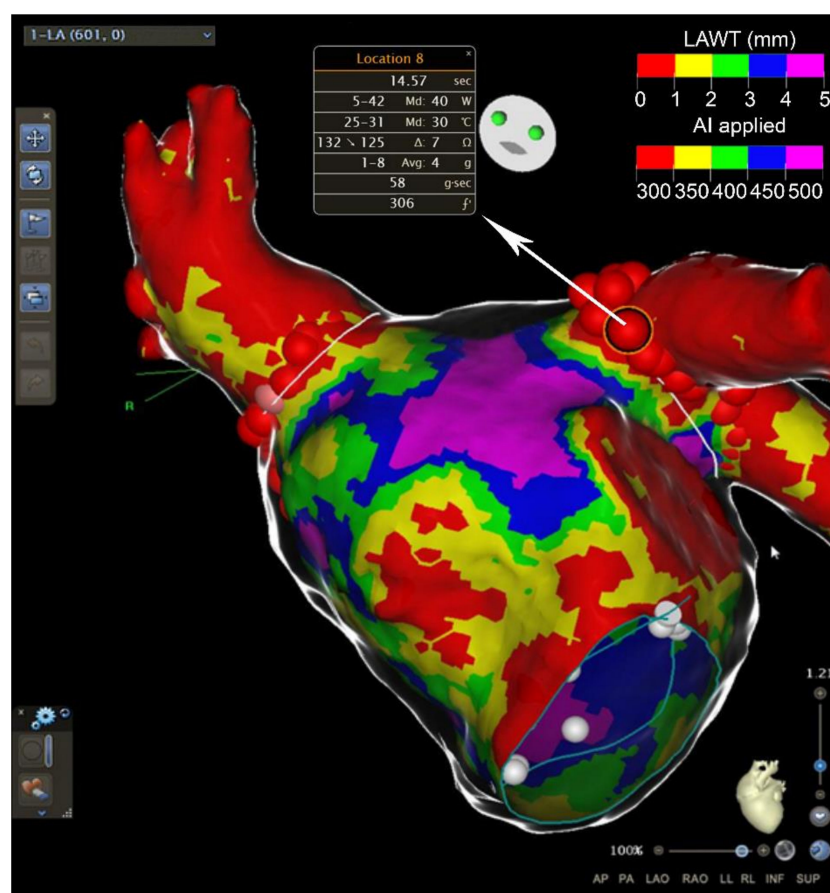 1-LA (601, 0)
Location 8
14.57 sec
5-42 Md: 40 W
25-31 Md: 30 ℃
132 ↘ 125 Δ: 7 Ω
1-8 Avg: 4 g
58 g·sec
306 ƒ'
LAWT (mm)
0 1 2 3 4 5
AI applied
300 350 400 450 500
R
1.21
100%
AP PA LAO RAO LL RL INF SUP